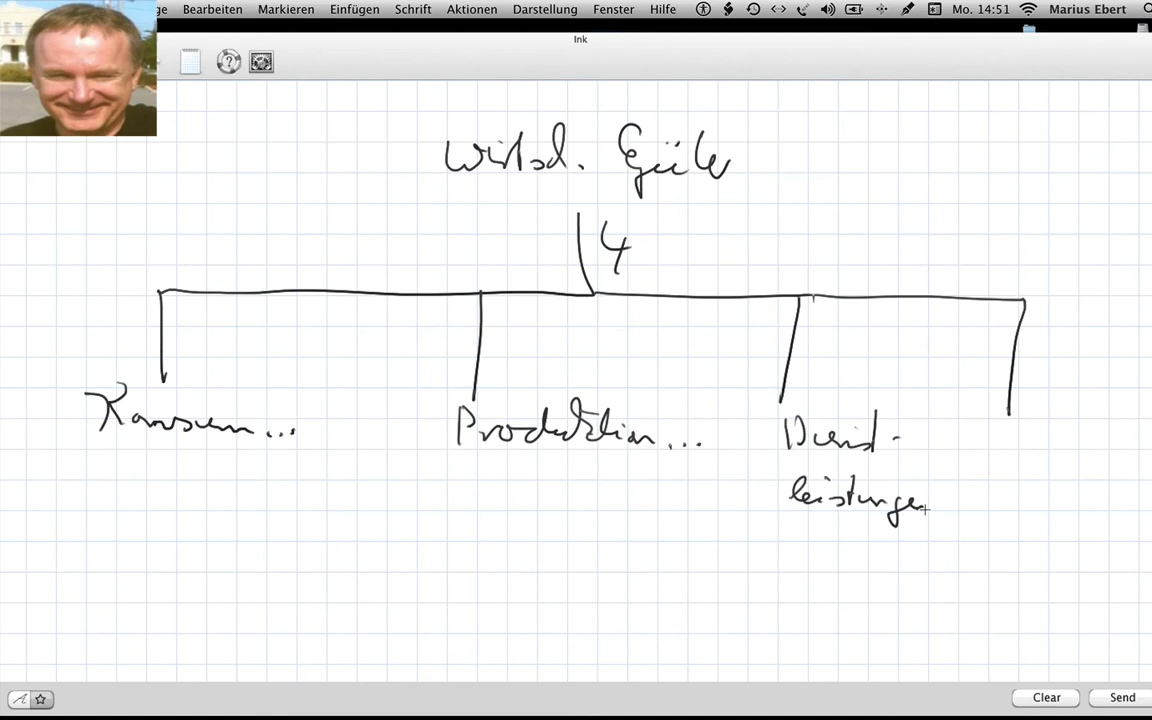 ge Bearbeiten Markieren Einfügen Schrift Aktionen Darstellung Fenster Hilfe Mo. 14:51 Marius Ebert
Ink
Wirtsch. Güter
4
Konsum...
Produktion...
Dienst-
leistungen
Clear Send